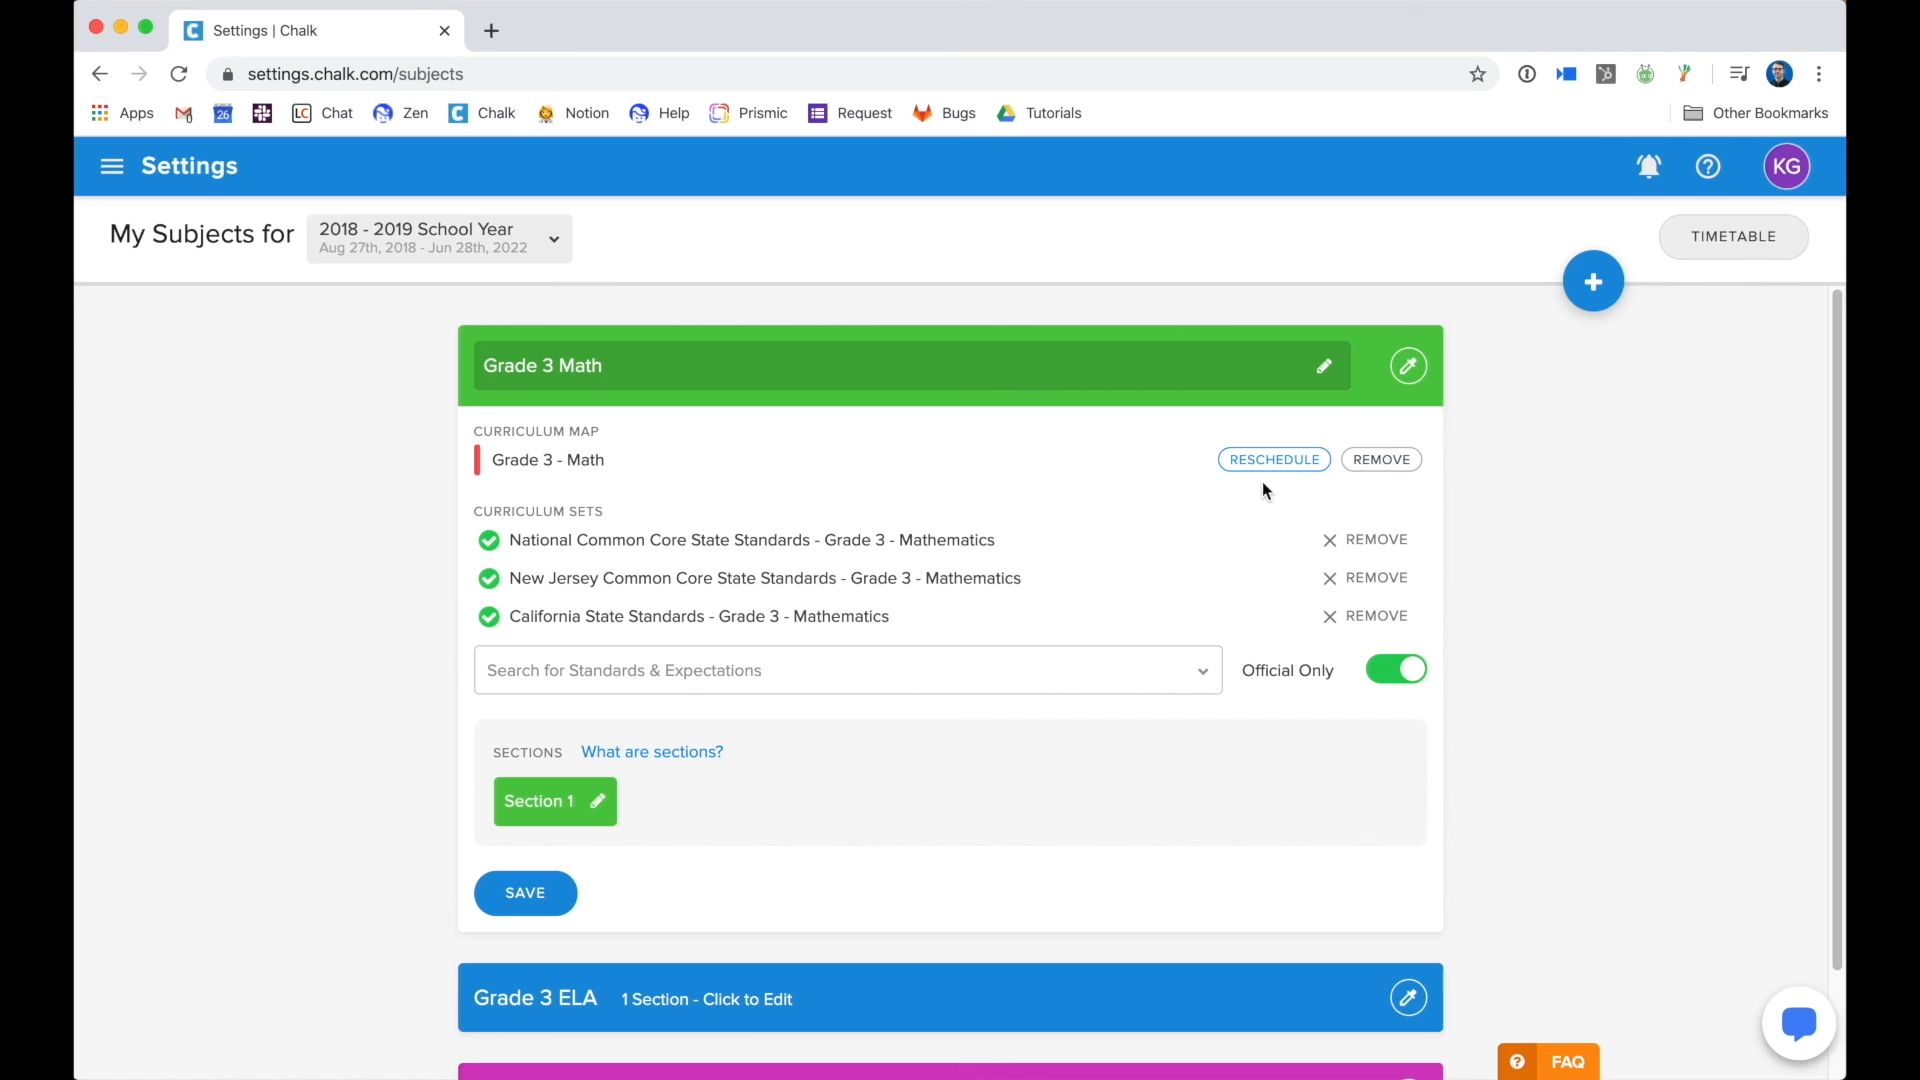 Settings | Chalk
settings.chalk.com/subjects
Apps
26
LC Chat
Zen
C Chalk
Notion
Help
Prismic
Request
Bugs
Tutorials
Other Bookmarks
Settings
KG
My Subjects for
2018 - 2019 School Year
Aug 27th, 2018 - Jun 28th, 2022
TIMETABLE
Grade 3 Math
CURRICULUM MAP
Grade 3 - Math
RESCHEDULE
REMOVE
CURRICULUM SETS
National Common Core State Standards - Grade 3 - Mathematics
REMOVE
New Jersey Common Core State Standards - Grade 3 - Mathematics
REMOVE
California State Standards - Grade 3 - Mathematics
REMOVE
Search for Standards & Expectations
Official Only
SECTIONS What are sections?
Section 1
SAVE
Grade 3 ELA 1 Section - Click to Edit
FAQ